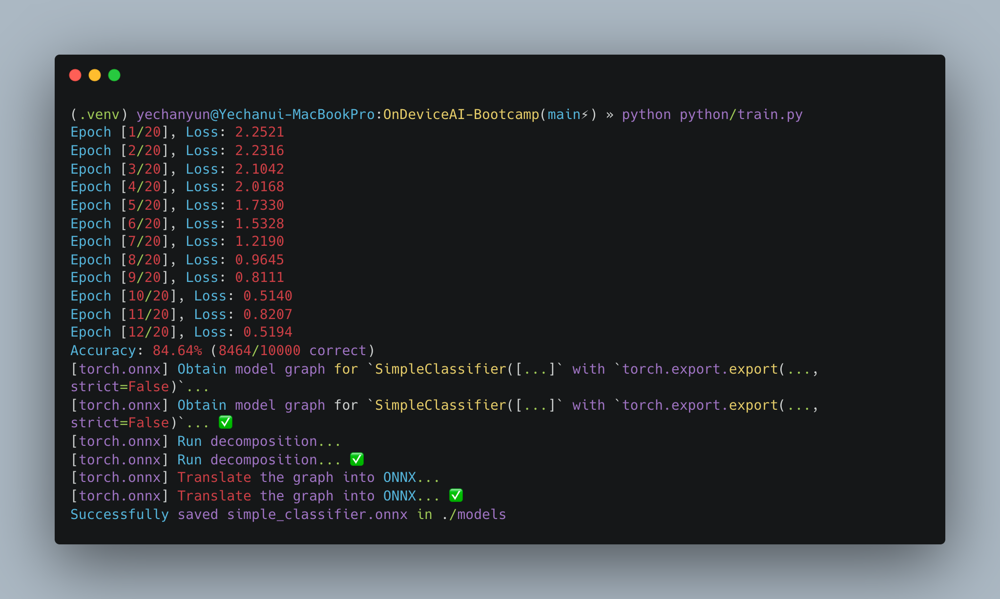 (.venv) yechanyun@Yechanui-MacBookPro:OnDeviceAI-Bootcamp(main⚡) » python python/train.py
Epoch [1/20], Loss: 2.2521
Epoch [2/20], Loss: 2.2316
Epoch [3/20], Loss: 2.1042
Epoch [4/20], Loss: 2.0168
Epoch [5/20], Loss: 1.7330
Epoch [6/20], Loss: 1.5328
Epoch [7/20], Loss: 1.2190
Epoch [8/20], Loss: 0.9645
Epoch [9/20], Loss: 0.8111
Epoch [10/20], Loss: 0.5140
Epoch [11/20], Loss: 0.8207
Epoch [12/20], Loss: 0.5194
Accuracy: 84.64% (8464/10000 correct)
[torch.onnx] Obtain model graph for `SimpleClassifier([...]` with `torch.export.export(...,
strict=False)`...
[torch.onnx] Obtain model graph for `SimpleClassifier([...]` with `torch.export.export(...,
strict=False)`... ✅
[torch.onnx] Run decomposition...
[torch.onnx] Run decomposition... ✅
[torch.onnx] Translate the graph into ONNX...
[torch.onnx] Translate the graph into ONNX... ✅
Successfully saved simple_classifier.onnx in ./models